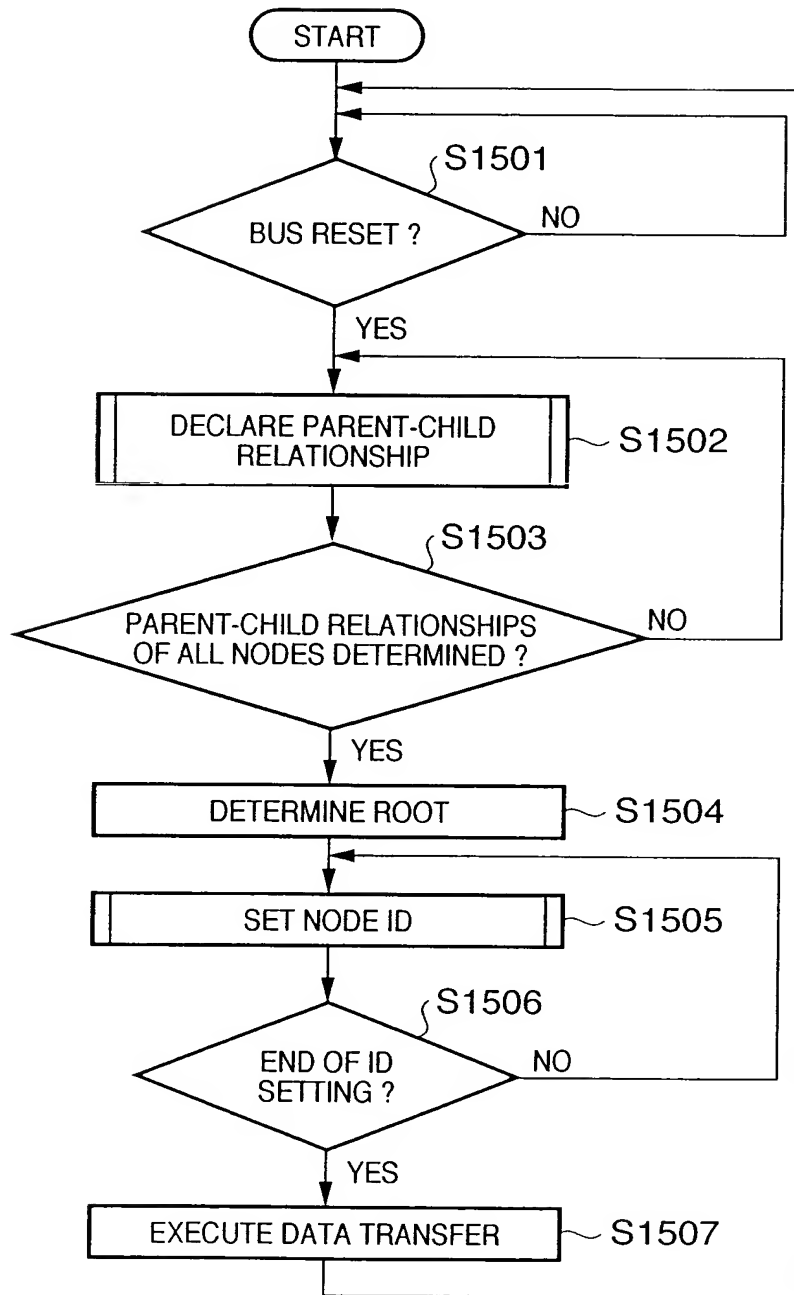 START
S1501
BUS RESET ?
NO
YES
DECLARE PARENT-CHILD
RELATIONSHIP
S1502
S1503
PARENT-CHILD RELATIONSHIPS
OF ALL NODES DETERMINED ?
NO
YES
DETERMINE ROOT
S1504
SET NODE ID
S1505
S1506
END OF ID
SETTING ?
NO
YES
EXECUTE DATA TRANSFER
S1507